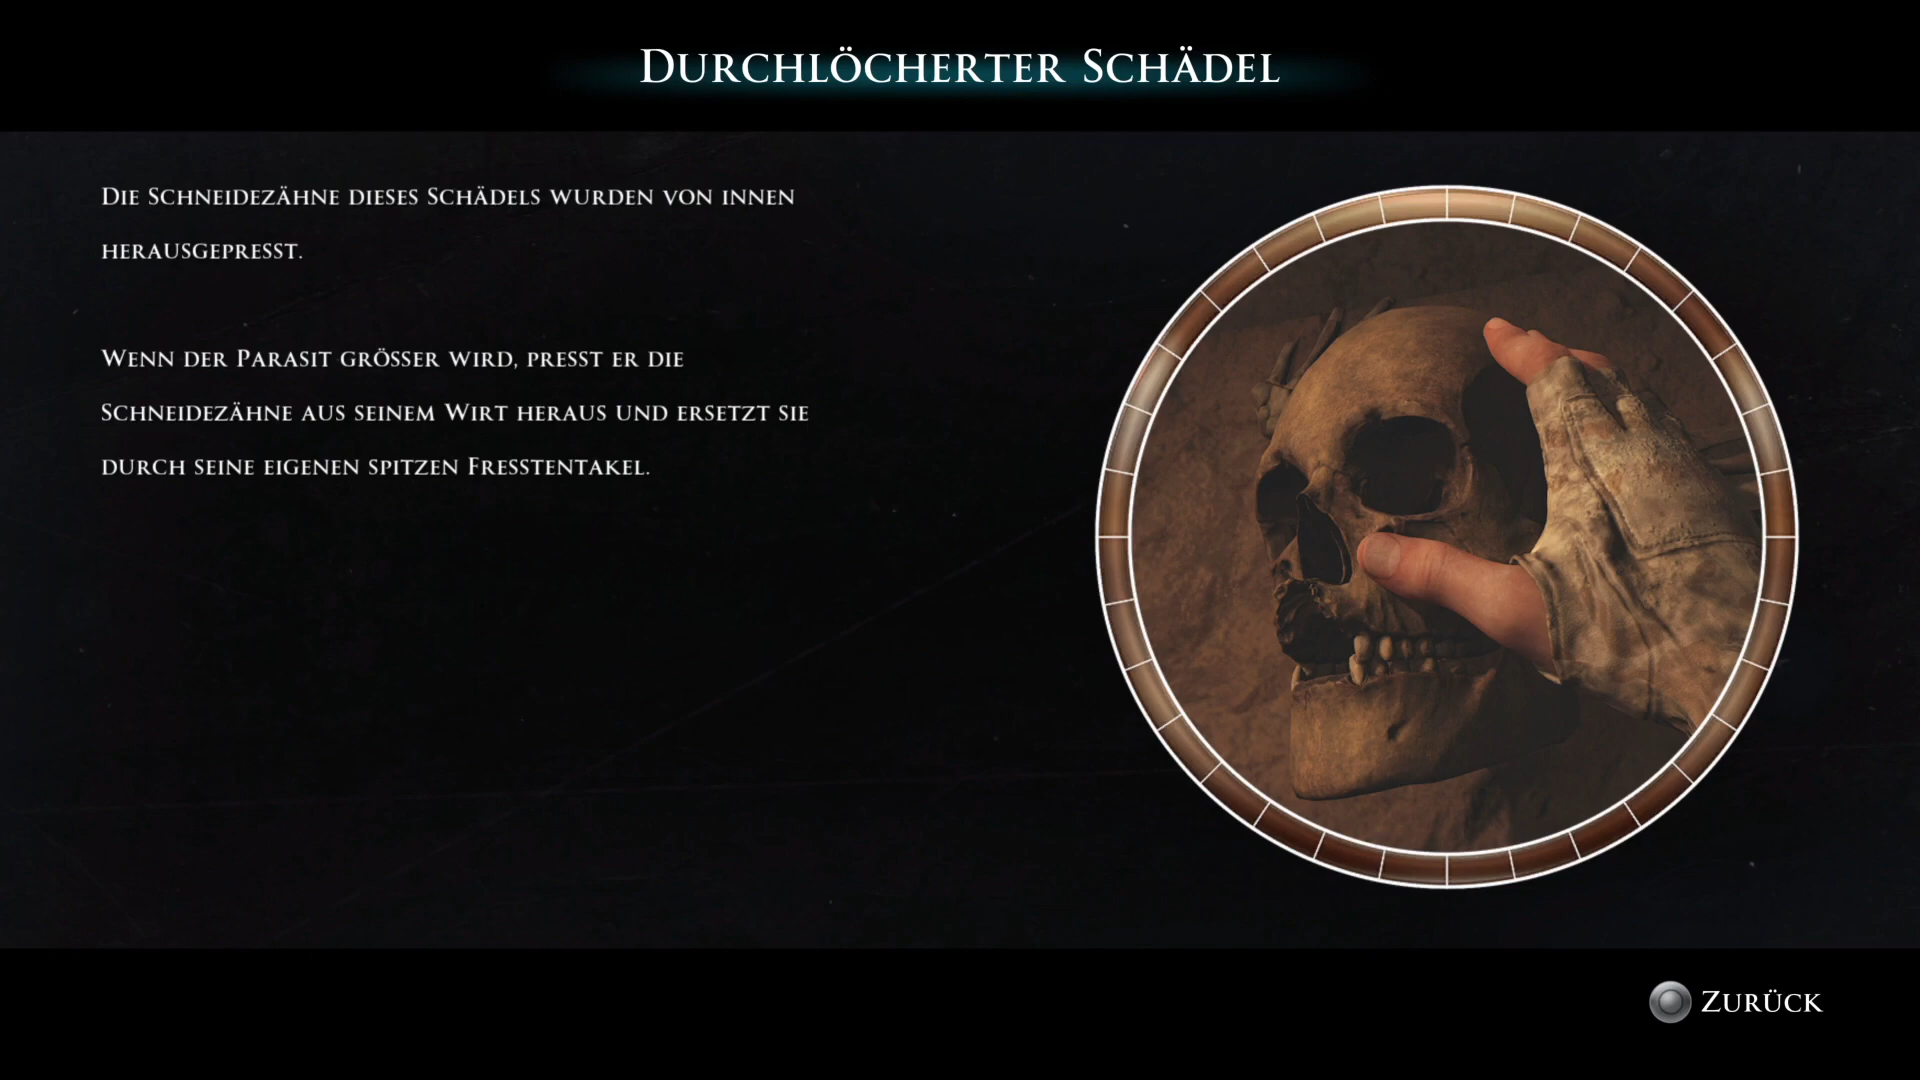 Durchlöcherter Schädel
Die Schneidezähne dieses Schädels wurden von innen
herausgepresst.
Wenn der Parasit grösser wird, presst er die
Schneidezähne aus seinem Wirt heraus und ersetzt sie
durch seine eigenen spitzen Fresstentakel.
Zurück